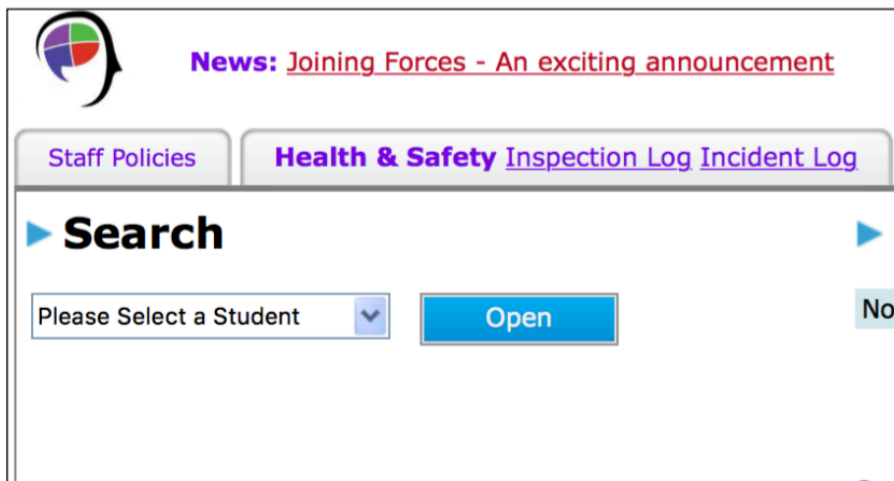 News: Joining Forces - An exciting announcement
Staff Policies Health & Safety Inspection Log Incident Log
Search
Please Select a Student Open No